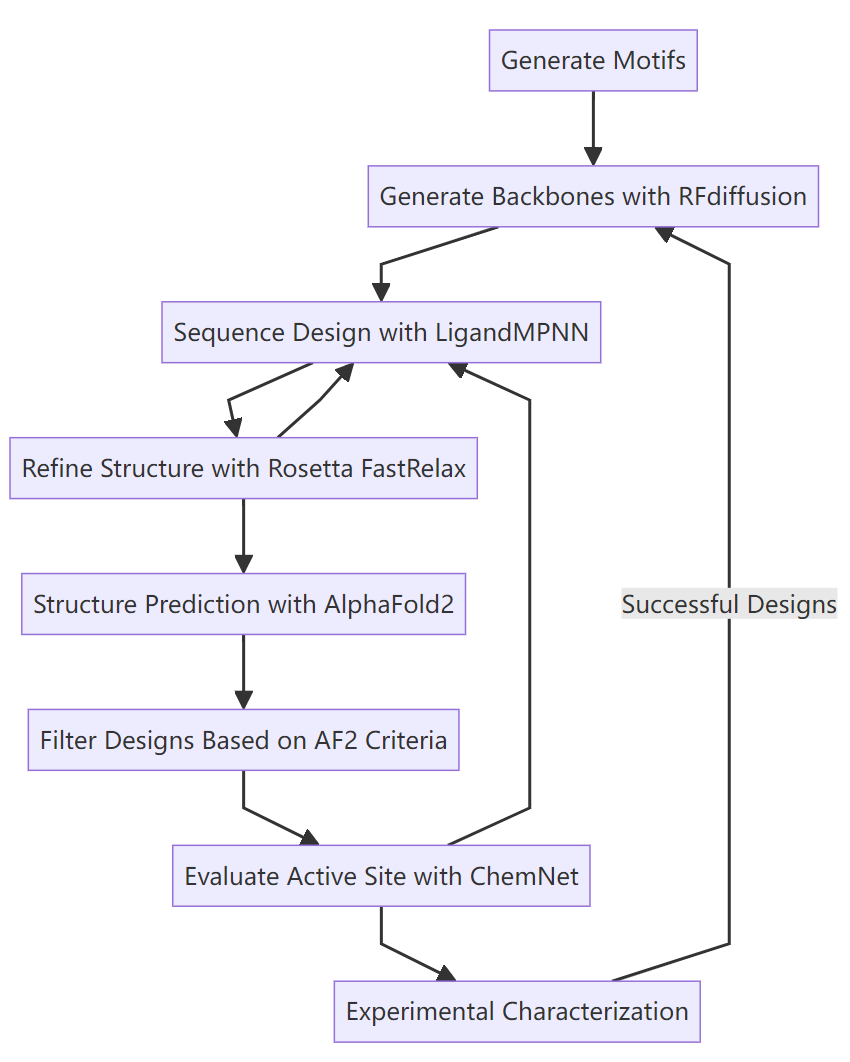 Generate Motifs
Generate Backbones with RFdiffusion
Sequence Design with LigandMPNN
Refine Structure with Rosetta FastRelax
Structure Prediction with AlphaFold2
Successful Designs
Filter Designs Based on AF2 Criteria
Evaluate Active Site with ChemNet
Experimental Characterization